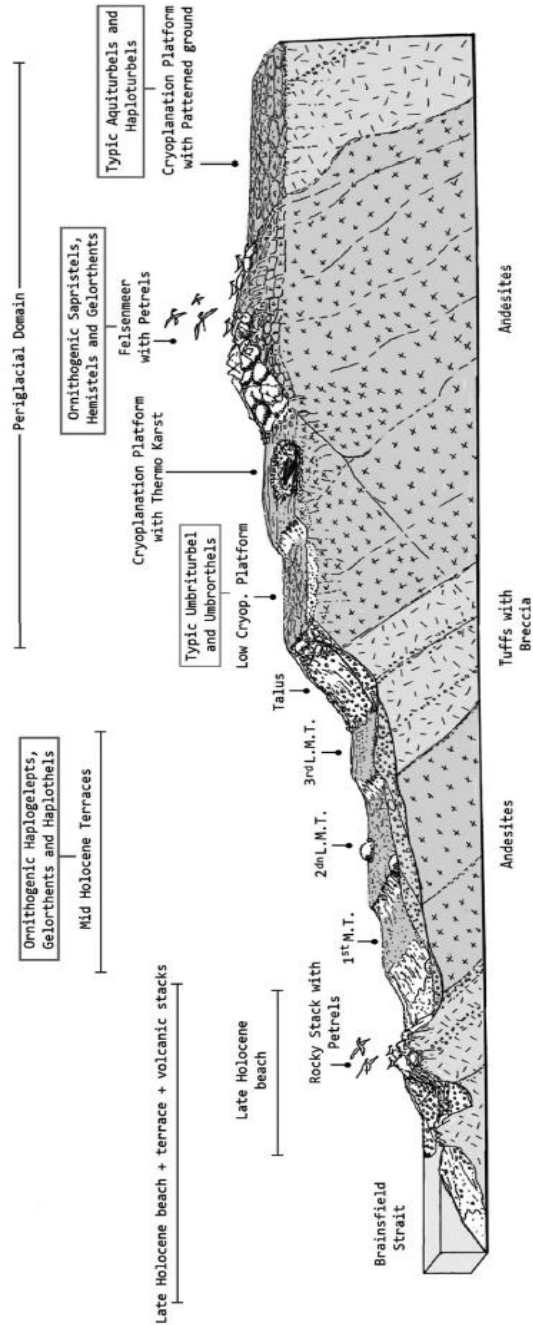 Late Holocene beach + terrace + volcanic stacks
Late Holocene
beach
Ornithogenic Haplogelepts,
Gelorthents and Haplothels
Mid Holocene Terraces
Periglacial Domain
Ornithogenic Sapristels,
Hemistels and Gelorthents
Typic Aquiturbels and
Haploturbels
Brainsfield
Strait
Rocky Stack with
Petrels
1st M.T.
2dn L.M.T.
3rd L.M.T.
Talus
Typic Umbriturbel
and Umbrorthels
Low Cryop. Platform
Cryoplanation Platform
with Thermo Karst
Felsenmeer
with Petrels
Cryoplanation Platform
with Patterned ground
Andesites
Tuffs with
Breccia
Andesites